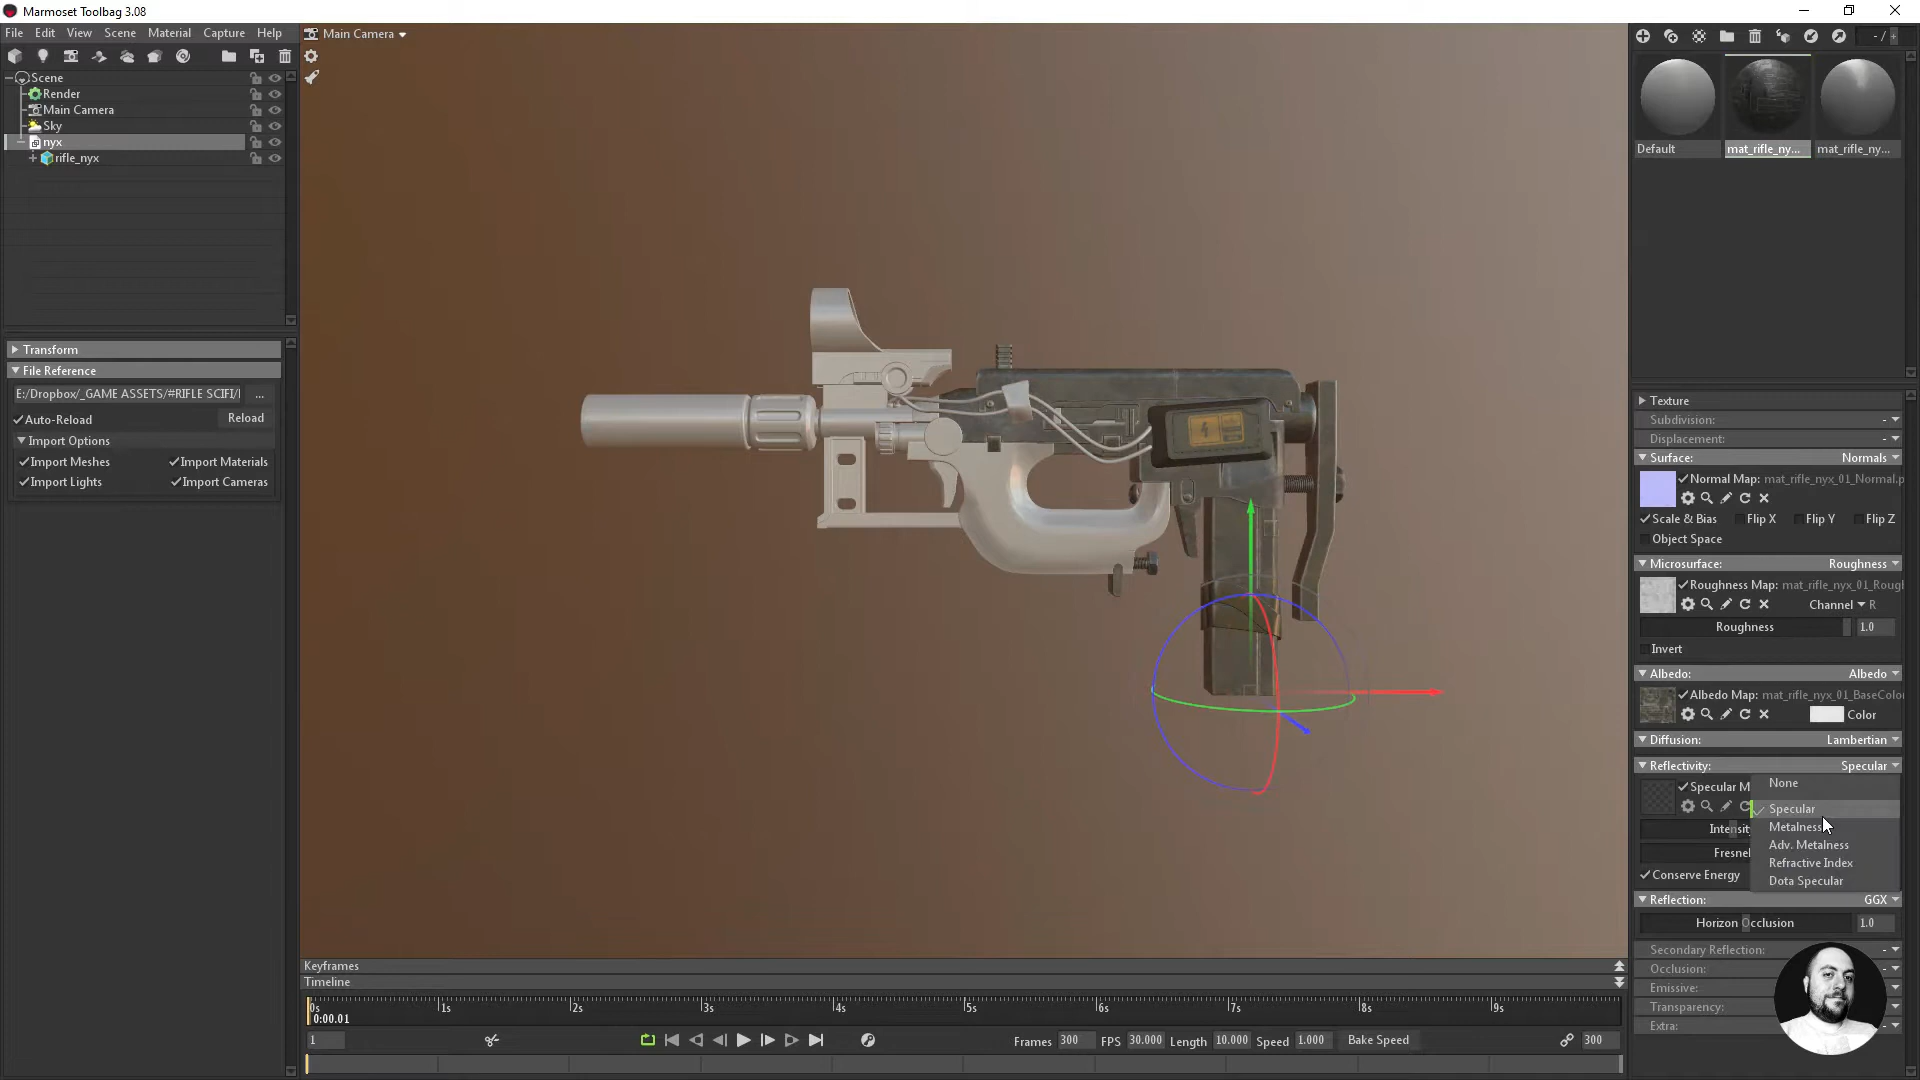 Marmoset Toolbag 3.08
File Edit View Scene Material Capture Help
Main Camera
- / +
Scene
Render
Main Camera
Sky
nyx
rifle_nyx
Default
mat_rifle_ny...
mat_rifle_ny...
Transform
File Reference
E:/Dropbox/_GAME ASSETS/#RIFLE SCIFI/I ...
Auto-Reload Reload
Import Options
Import Meshes Import Materials
Import Lights Import Cameras
Texture
Subdivision: -
Displacement: -
Surface: Normals
Normal Map: mat_rifle_nyx_01_Normal.p
Scale & Bias Flip X Flip Y Flip Z
Object Space
Microsurface: Roughness
Roughness Map: mat_rifle_nyx_01_Rough
Channel R
Roughness 1.0
Invert
Albedo: Albedo
Albedo Map: mat_rifle_nyx_01_BaseColor
Color
Diffusion: Lambertian
Reflectivity: Specular
Specular M
None
Specular
Metalness
Adv. Metalness
Refractive Index
Dota Specular
Intensity
Fresnel
Conserve Energy
Reflection: GGX
Horizon Occlusion 1.0
Secondary Reflection: -
Occlusion: -
Emissive: -
Transparency: -
Extra: -
Keyframes
Timeline
0s 1s 2s 3s 4s 5s 6s 7s 8s 9s
0:00.01
1
Frames 300 FPS 30.000 Length 10.000 Speed 1.000 Bake Speed 300